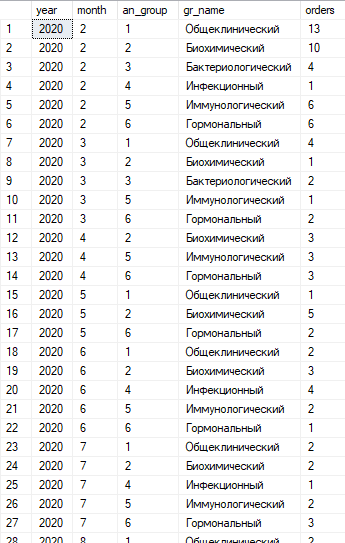 year month an_group gr_name orders
1 2020 2 1 Общеклинический 13
2 2020 2 2 Биохимический 10
3 2020 2 3 Бактериологический 4
4 2020 2 4 Инфекционный 1
5 2020 2 5 Иммунологический 6
6 2020 2 6 Гормональный 6
7 2020 3 1 Общеклинический 4
8 2020 3 2 Биохимический 1
9 2020 3 3 Бактериологический 2
10 2020 3 5 Иммунологический 1
11 2020 3 6 Гормональный 2
12 2020 4 2 Биохимический 3
13 2020 4 5 Иммунологический 3
14 2020 4 6 Гормональный 3
15 2020 5 1 Общеклинический 1
16 2020 5 2 Биохимический 5
17 2020 5 6 Гормональный 2
18 2020 6 1 Общеклинический 2
19 2020 6 2 Биохимический 3
20 2020 6 4 Инфекционный 4
21 2020 6 5 Иммунологический 2
22 2020 6 6 Гормональный 1
23 2020 7 1 Общеклинический 2
24 2020 7 2 Биохимический 2
25 2020 7 4 Инфекционный 1
26 2020 7 5 Иммунологический 2
27 2020 7 6 Гормональный 3
28 2020 8 1 Общеклинический 2